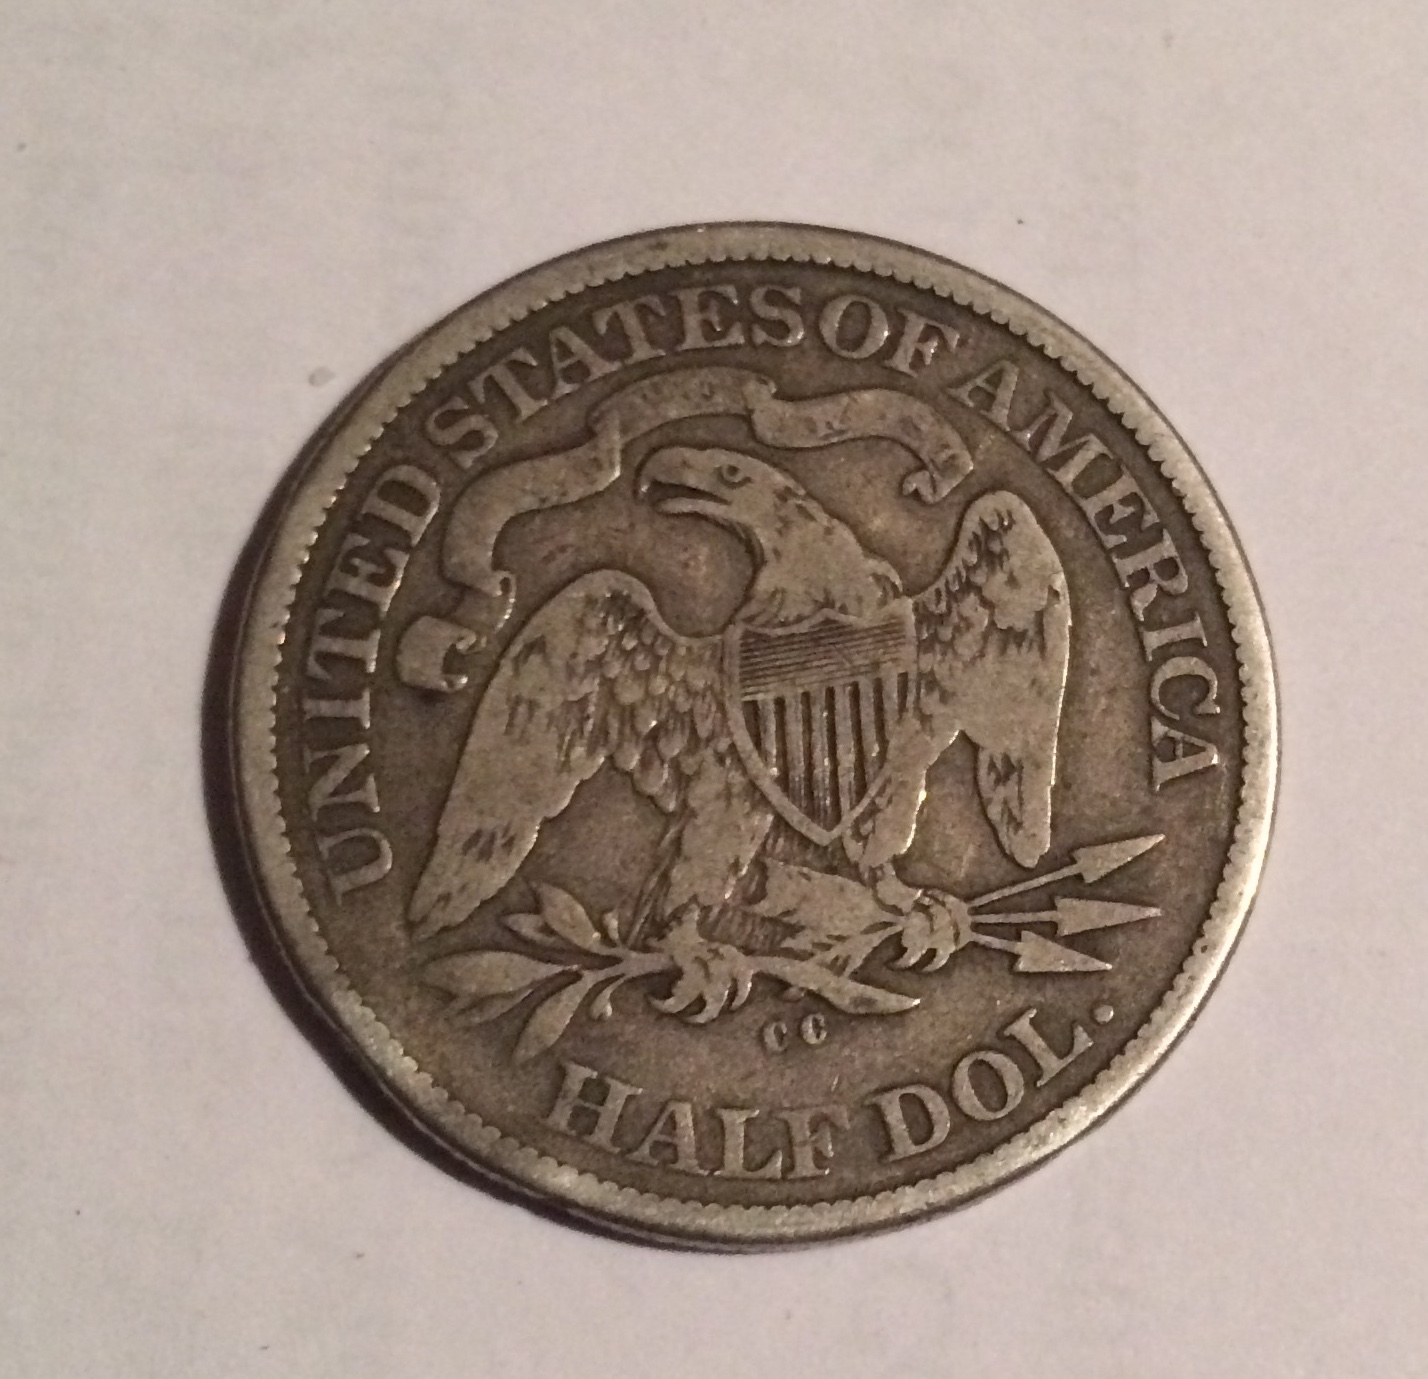 UNITED STATES OF AMERICA
CC
HALF DOL.